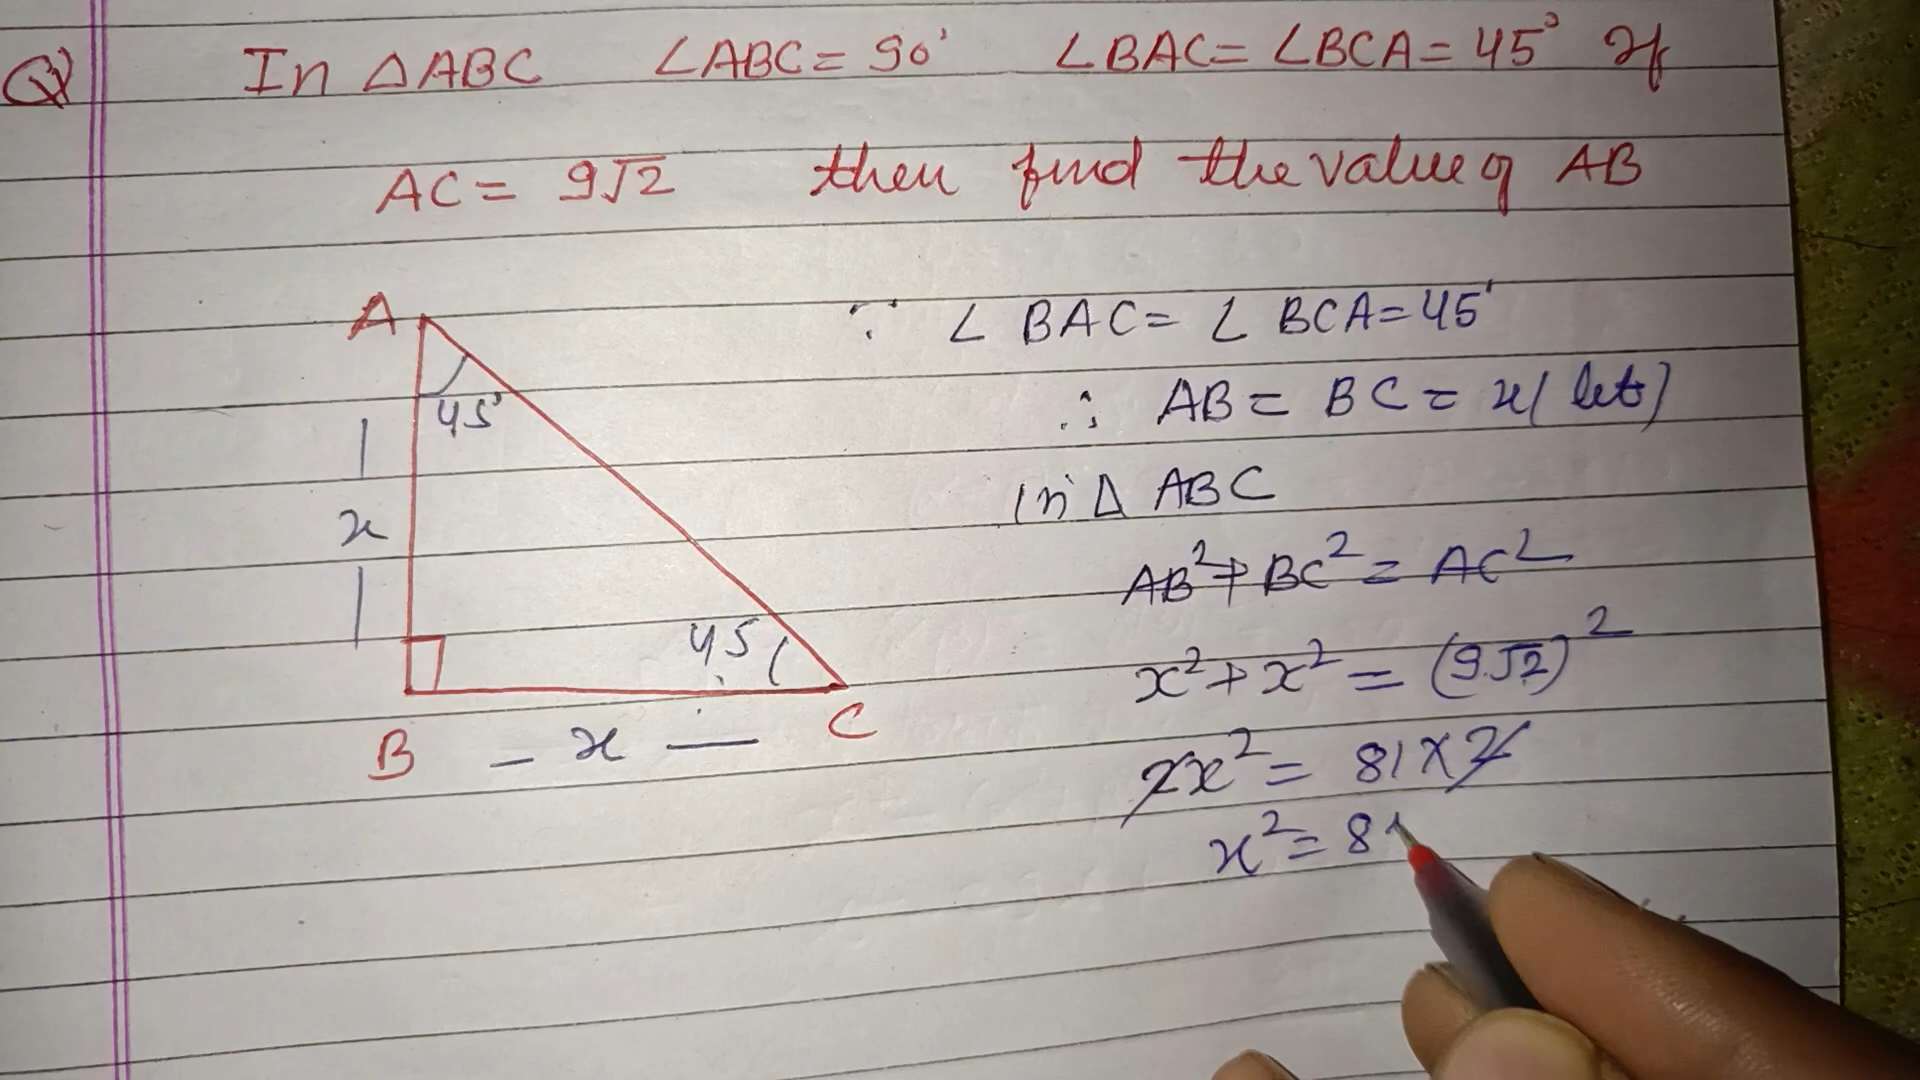 Q) In △ABC ∠ABC = 90° ∠BAC = ∠BCA = 45° If
AC = 9√2 then find the value of AB
A
45°
x
45
B
C
x
∵ ∠BAC = ∠BCA = 45°
∴ AB = BC = x (let)
In △ ABC
AB² + BC² = AC²
x² + x² = (9√2)²
2x² = 81 × 2
x² = 81